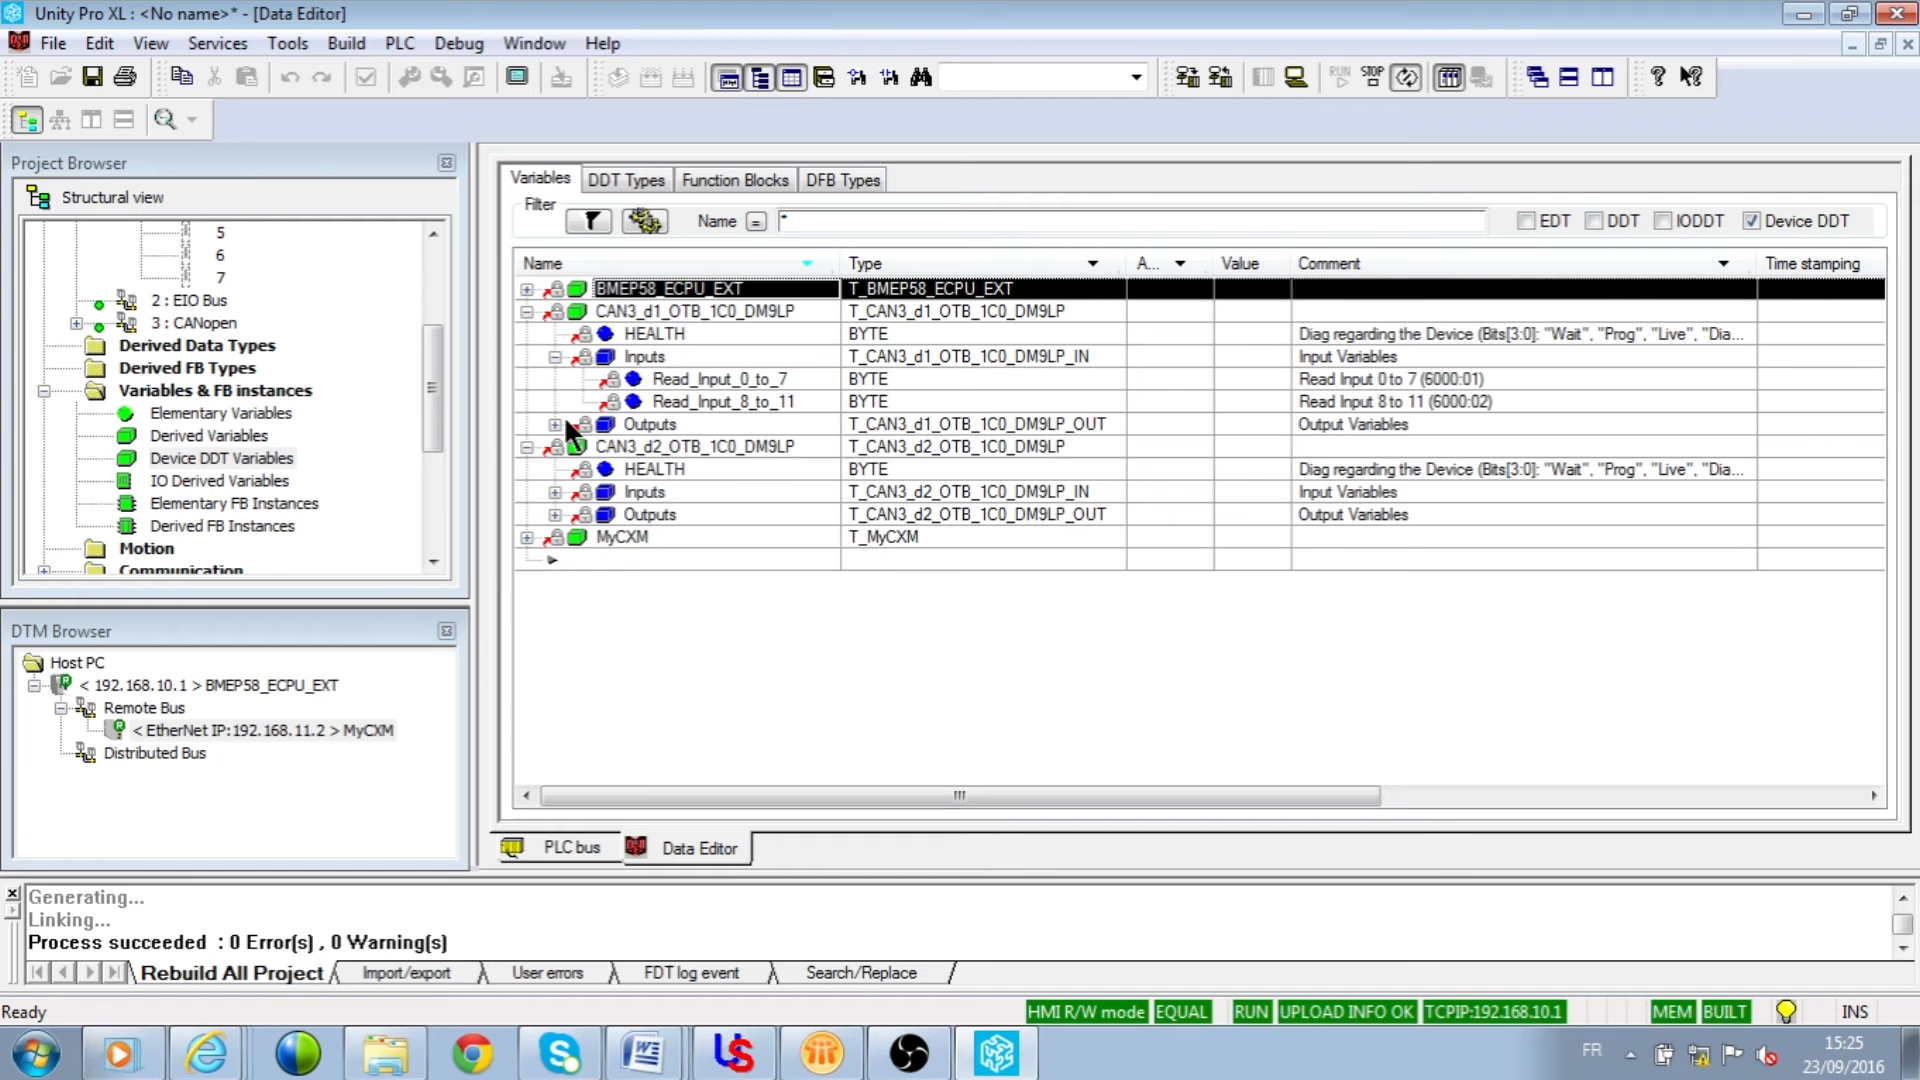 Unity Pro XL : <No name>* - [Data Editor]
File Edit View Services Tools Build PLC Debug Window Help
RUN STOP
Project Browser
Structural view
5
6
7
2 : EIO Bus
3 : CANopen
Derived Data Types
Derived FB Types
Variables & FB instances
Elementary Variables
Derived Variables
Device DDT Variables
IO Derived Variables
Elementary FB Instances
Derived FB Instances
Motion
Communication
DTM Browser
Host PC
< 192.168.10.1 > BMEP58_ECPU_EXT
Remote Bus
< EtherNet IP:192.168.11.2 > MyCXM
Distributed Bus
Variables DDT Types Function Blocks DFB Types
Filter
Name = * EDT DDT IODDT Device DDT
Name Type A... Value Comment Time stamping
BMEP58_ECPU_EXT T_BMEP58_ECPU_EXT
CAN3_d1_OTB_1C0_DM9LP T_CAN3_d1_OTB_1C0_DM9LP
HEALTH BYTE Diag regarding the Device (Bits[3:0]: "Wait", "Prog", "Live", "Dia...
Inputs T_CAN3_d1_OTB_1C0_DM9LP_IN Input Variables
Read_Input_0_to_7 BYTE Read Input 0 to 7 (6000:01)
Read_Input_8_to_11 BYTE Read Input 8 to 11 (6000:02)
Outputs T_CAN3_d1_OTB_1C0_DM9LP_OUT Output Variables
CAN3_d2_OTB_1C0_DM9LP T_CAN3_d2_OTB_1C0_DM9LP
HEALTH BYTE Diag regarding the Device (Bits[3:0]: "Wait", "Prog", "Live", "Dia...
Inputs T_CAN3_d2_OTB_1C0_DM9LP_IN Input Variables
Outputs T_CAN3_d2_OTB_1C0_DM9LP_OUT Output Variables
MyCXM T_MyCXM
PLC bus Data Editor
Generating...
Linking...
Process succeeded : 0 Error(s) , 0 Warning(s)
Rebuild All Project Import/export User errors FDT log event Search/Replace
Ready HMI R/W mode EQUAL RUN UPLOAD INFO OK TCPIP:192.168.10.1 MEM BUILT INS
FR 15:25
23/09/2016